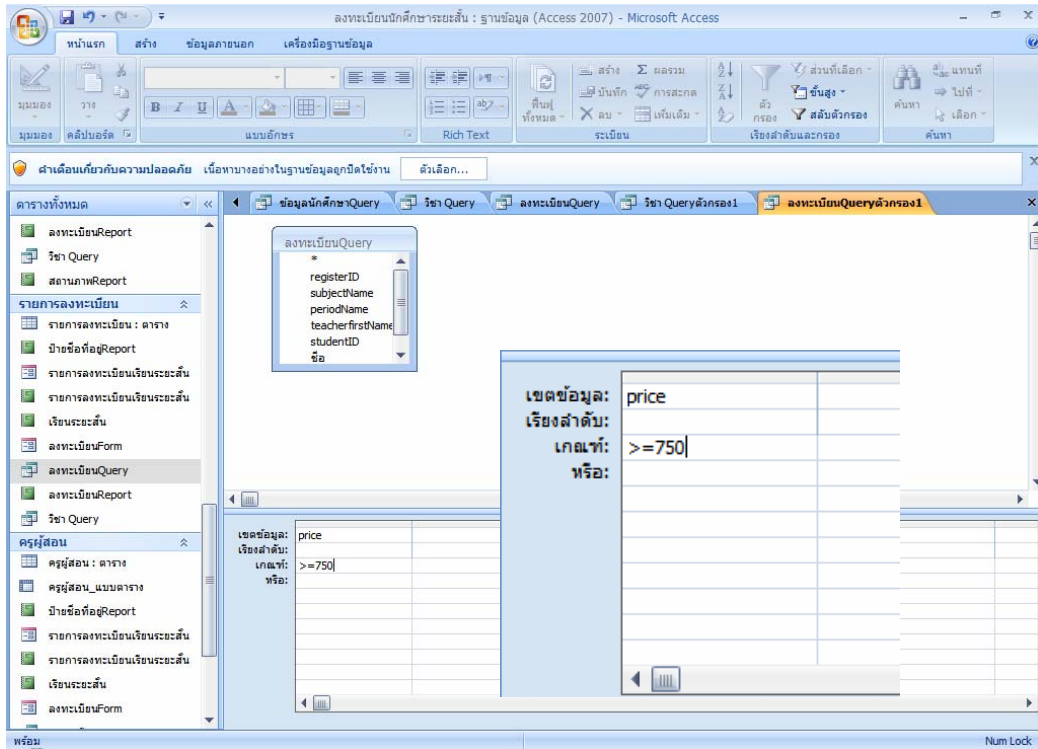 ลงทะเบียนนักศึกษาระยะสั้น : ฐานข้อมูล (Access 2007) - Microsoft Access
หน้าแรก สร้าง ข้อมูลภายนอก เครื่องมือฐานข้อมูล
มุมมอง
วาง
B I U A
ฟื้นฟู
ทั้งหมด
สร้าง
บันทึก
ลบ
Σ ผลรวม
การสะกด
เพิ่มเติม
ตัว
กรอง
ส่วนที่เลือก
ขั้นสูง
สลับตัวกรอง
ค้นหา
แทนที่
ไปที่
เลือก
มุมมอง คลิปบอร์ด แบบอักษร Rich Text ระเบียน เรียงลำดับและกรอง ค้นหา
คำเตือนเกี่ยวกับความปลอดภัย เนื้อหาบางอย่างในฐานข้อมูลถูกปิดใช้งาน ตัวเลือก...
ตารางทั้งหมด
ลงทะเบียนReport
วิชา Query
สถานภาพReport
รายการลงทะเบียน
รายการลงทะเบียน : ตาราง
ป้ายชื่อที่อยู่Report
รายการลงทะเบียนเรียนระยะสั้น
รายการลงทะเบียนเรียนระยะสั้น
เรียนระยะสั้น
ลงทะเบียนForm
ลงทะเบียนQuery
ลงทะเบียนReport
วิชา Query
ครูผู้สอน
ครูผู้สอน : ตาราง
ครูผู้สอน_แบบตาราง
ป้ายชื่อที่อยู่Report
รายการลงทะเบียนเรียนระยะสั้น
รายการลงทะเบียนเรียนระยะสั้น
เรียนระยะสั้น
ลงทะเบียนForm
ข้อมูลนักศึกษาQuery วิชา Query ลงทะเบียนQuery วิชา Queryตัวกรอง1 ลงทะเบียนQueryตัวกรอง1
ลงทะเบียนQuery
*
registerID
subjectName
periodName
teacherfirstName
studentID
ชื่อ
เขตข้อมูล: price
เรียงลำดับ:
เกณฑ์: >=750
หรือ:
เขตข้อมูล: price
เรียงลำดับ:
เกณฑ์: >=750
หรือ:
พร้อม Num Lock